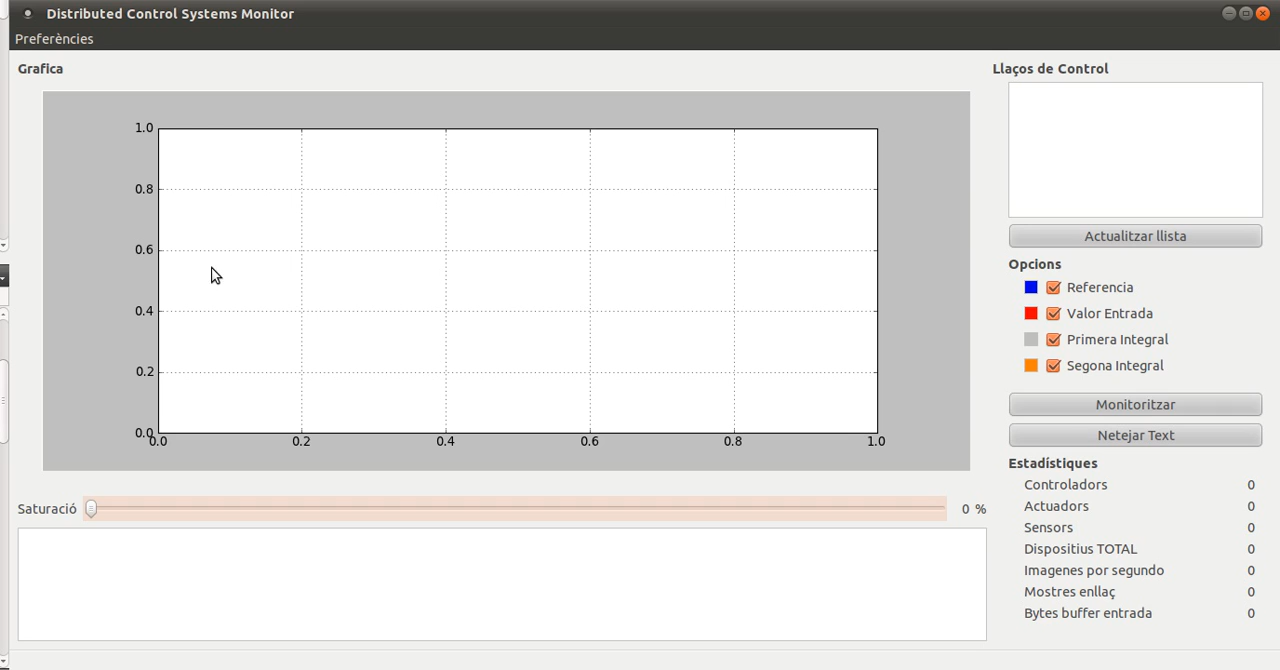 Distributed Control Systems Monitor
Preferències
Grafica
1.0
0.8
0.6
0.4
0.2
0.0
0.0 0.2 0.4 0.6 0.8 1.0
Saturació 0 %
Llaços de Control
Actualitzar llista
Opcions
Referencia
Valor Entrada
Primera Integral
Segona Integral
Monitoritzar
Netejar Text
Estadístiques
Controladors 0
Actuadors 0
Sensors 0
Dispositius TOTAL 0
Imagenes por segundo 0
Mostres enllaç 0
Bytes buffer entrada 0